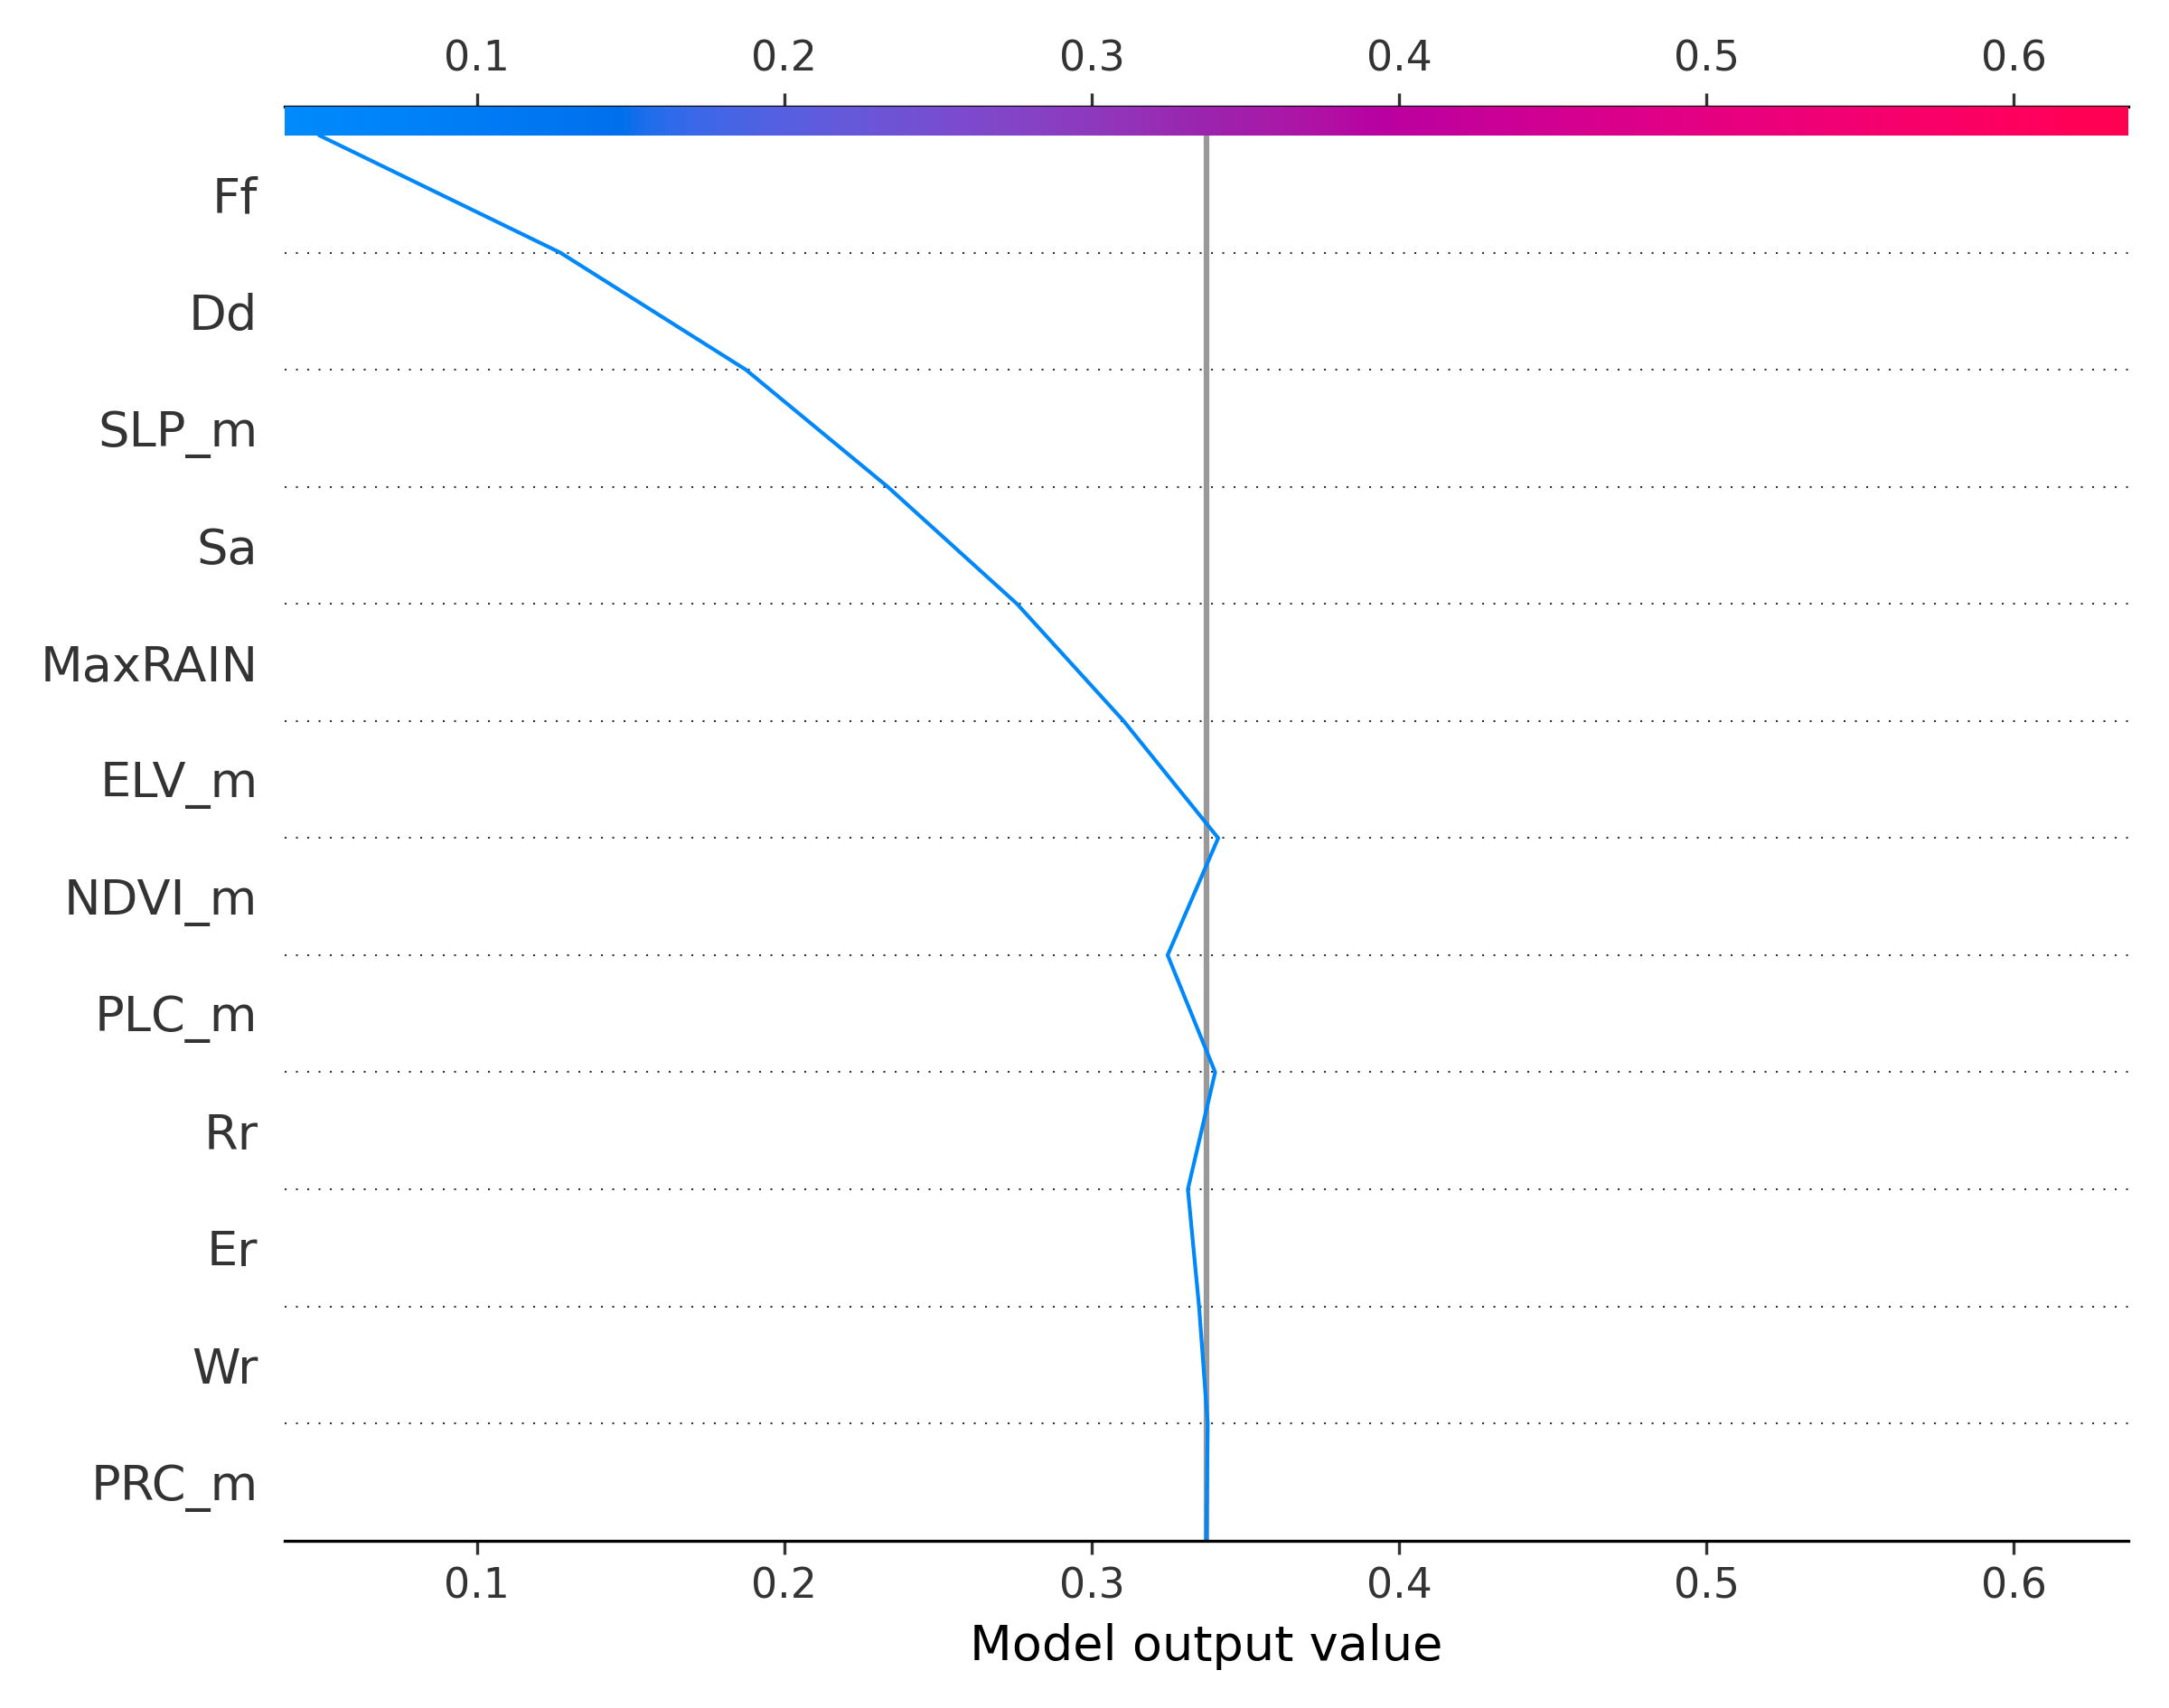 0.1 0.2 0.3 0.4 0.5 0.6
Ff
Dd
SLP_m
Sa
MaxRAIN
ELV_m
NDVI_m
PLC_m
Rr
Er
Wr
PRC_m
0.1 0.2 0.3 0.4 0.5 0.6
Model output value